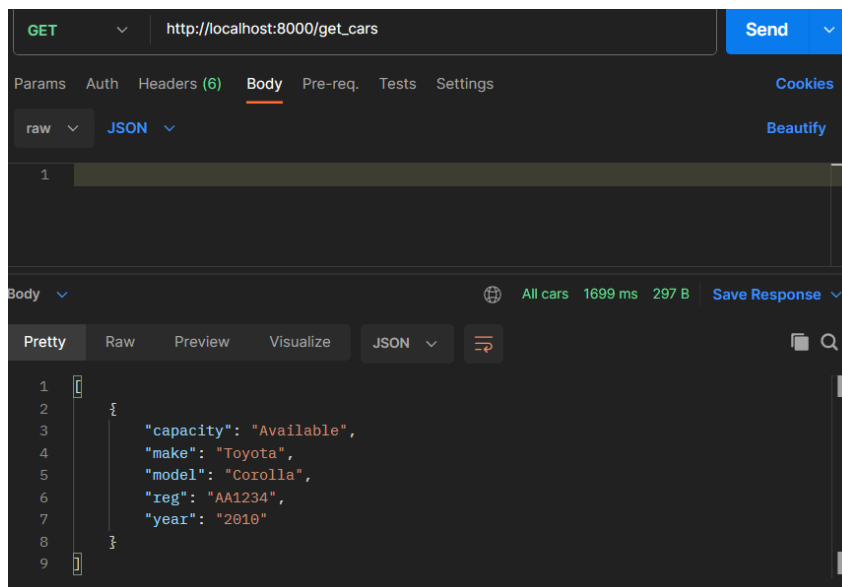 GET http://localhost:8000/get_cars Send
Params Auth Headers (6) Body Pre-req. Tests Settings Cookies
raw JSON Beautify
1
Body All cars 1699 ms 297 B Save Response
Pretty Raw Preview Visualize JSON
1 [
2 {
3 "capacity": "Available",
4 "make": "Toyota",
5 "model": "Corolla",
6 "reg": "AA1234",
7 "year": "2010"
8 }
9 ]